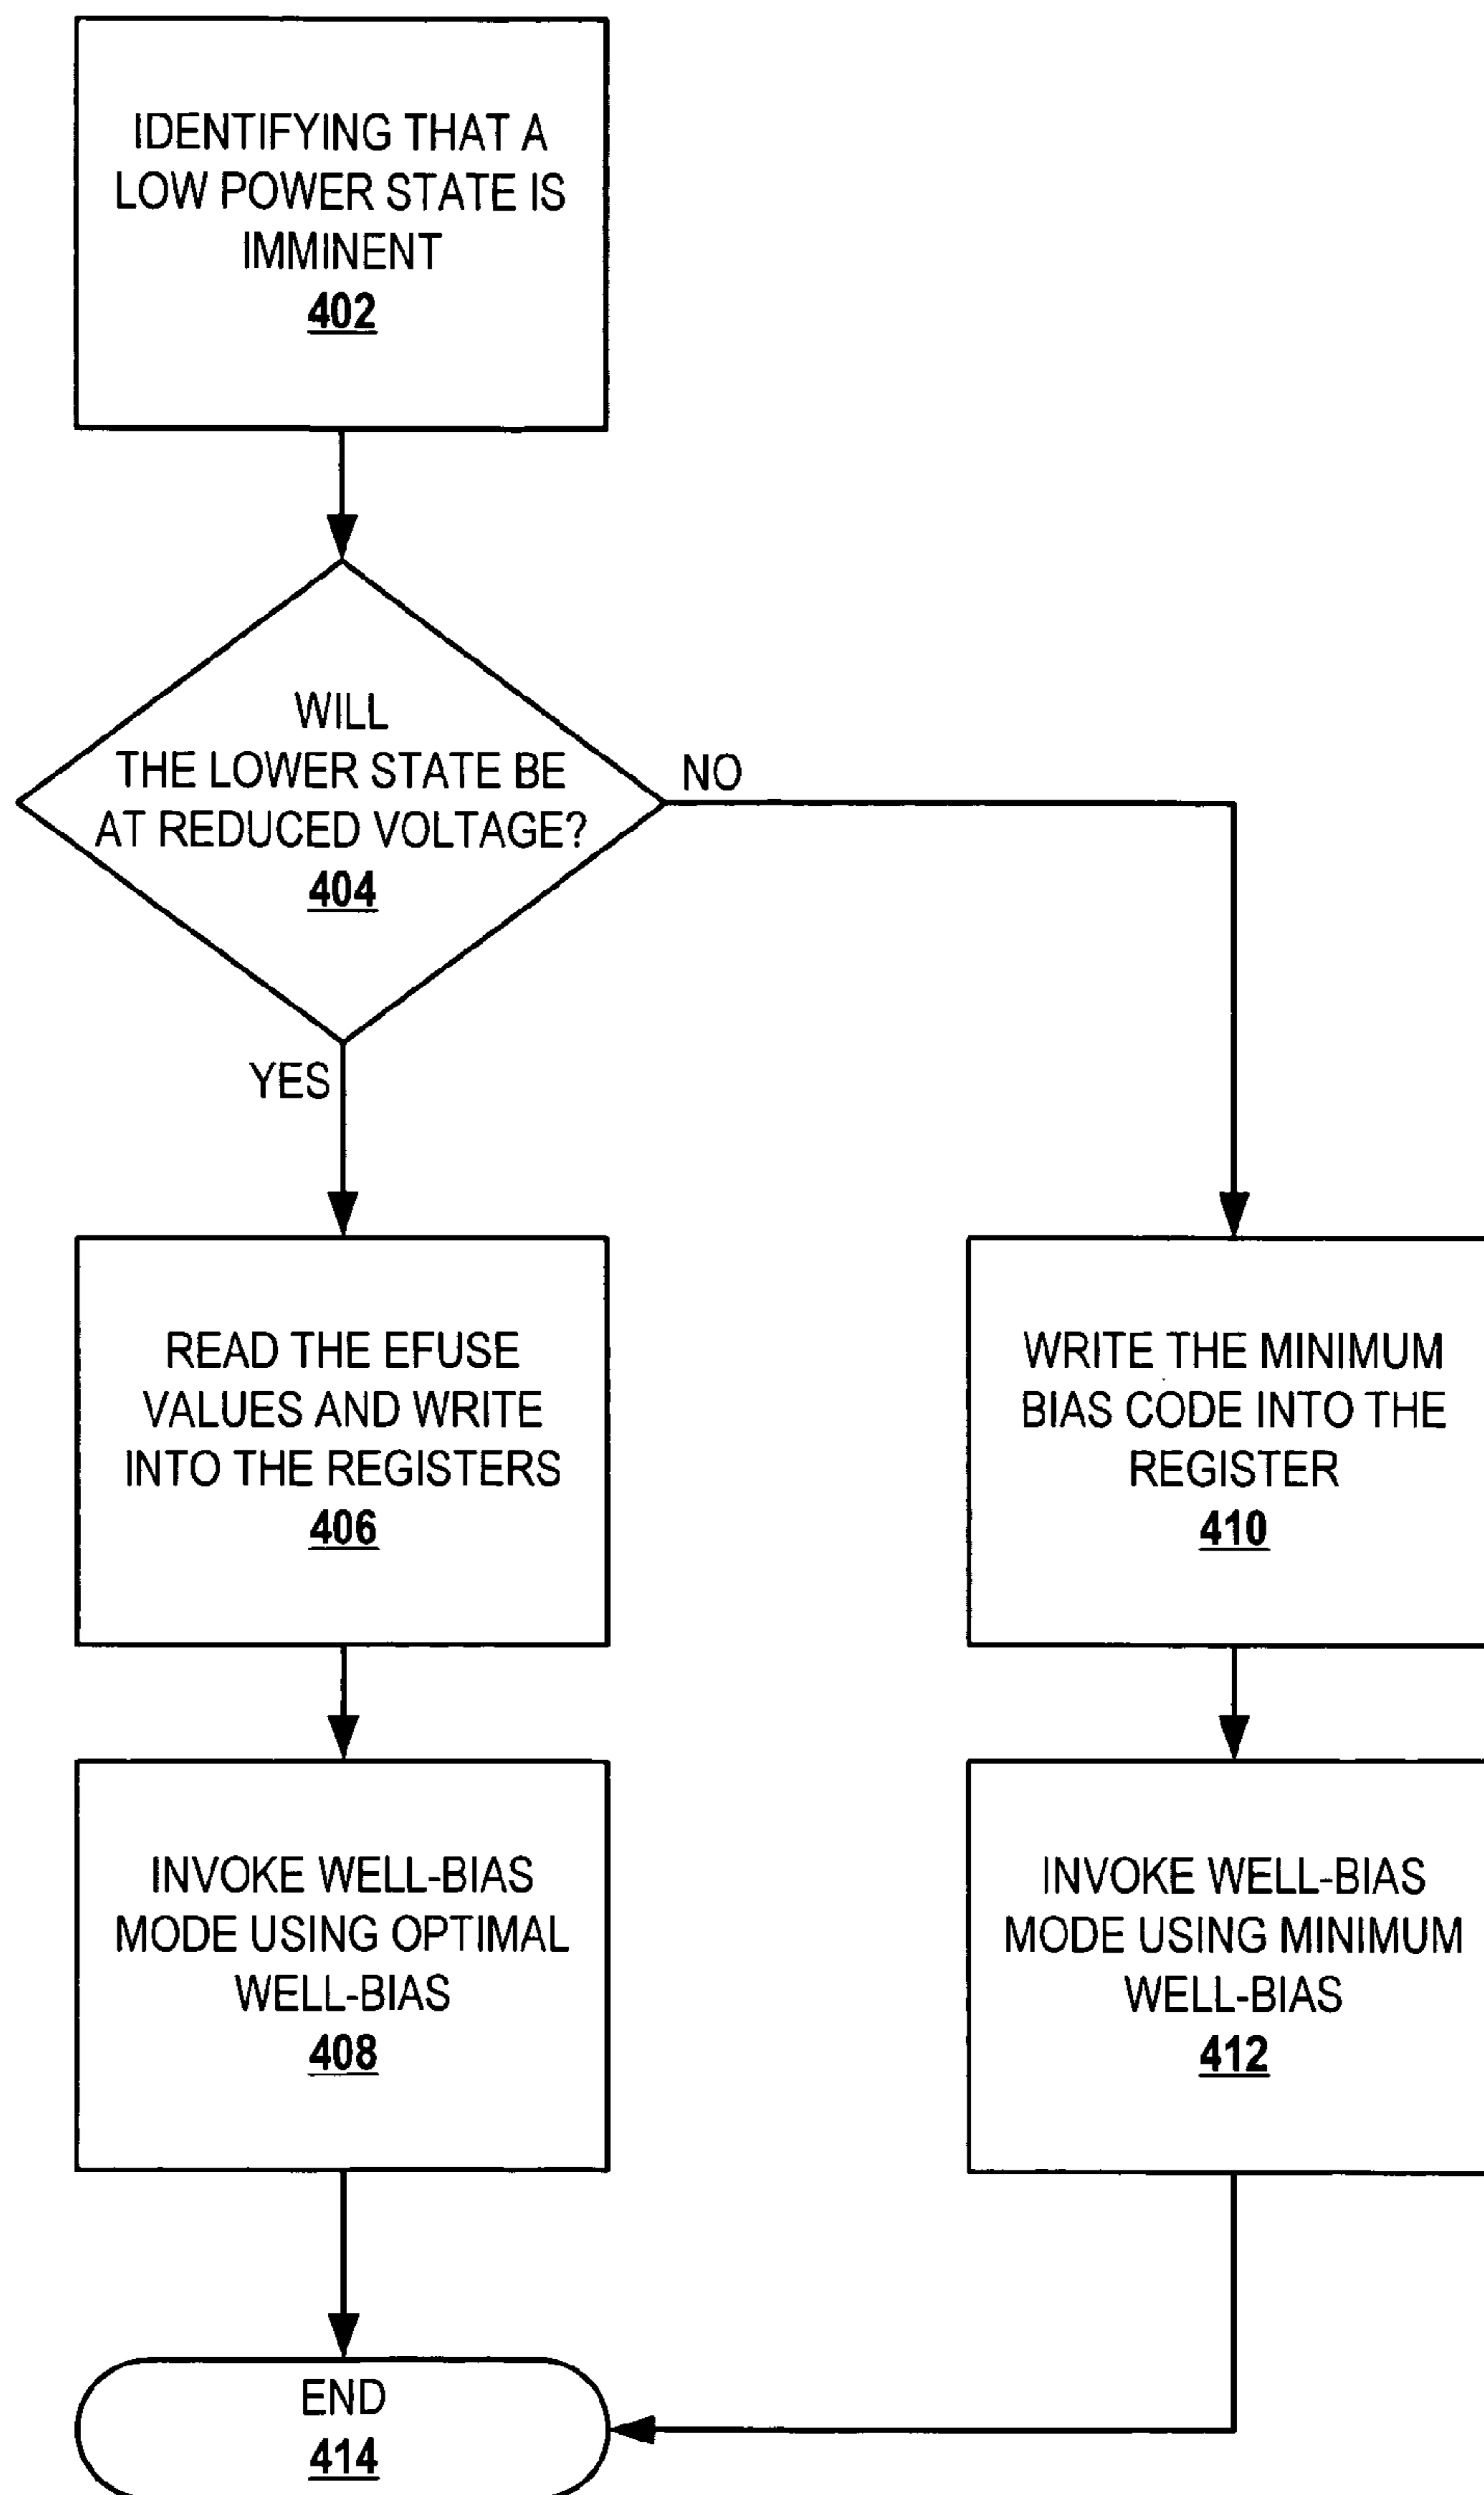 IDENTIFYING THAT A
LOW POWER STATE IS
IMMINENT
402
WILL
THE LOWER STATE BE
AT REDUCED VOLTAGE?
404
NO
YES
READ THE EFUSE
VALUES AND WRITE
INTO THE REGISTERS
406
WRITE THE MINIMUM
BIAS CODE INTO THE
REGISTER
410
INVOKE WELL-BIAS
MODE USING OPTIMAL
WELL-BIAS
408
INVOKE WELL-BIAS
MODE USING MINIMUM
WELL-BIAS
412
END
414